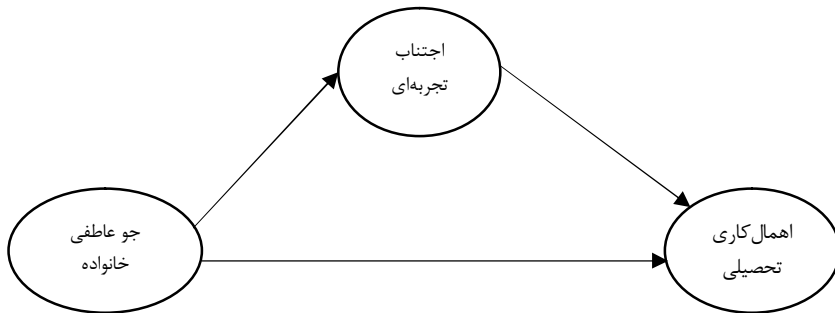 اجتناب
تجربه‌ای
جو عاطفی
خانواده
اهمال‌کاری
تحصیلی